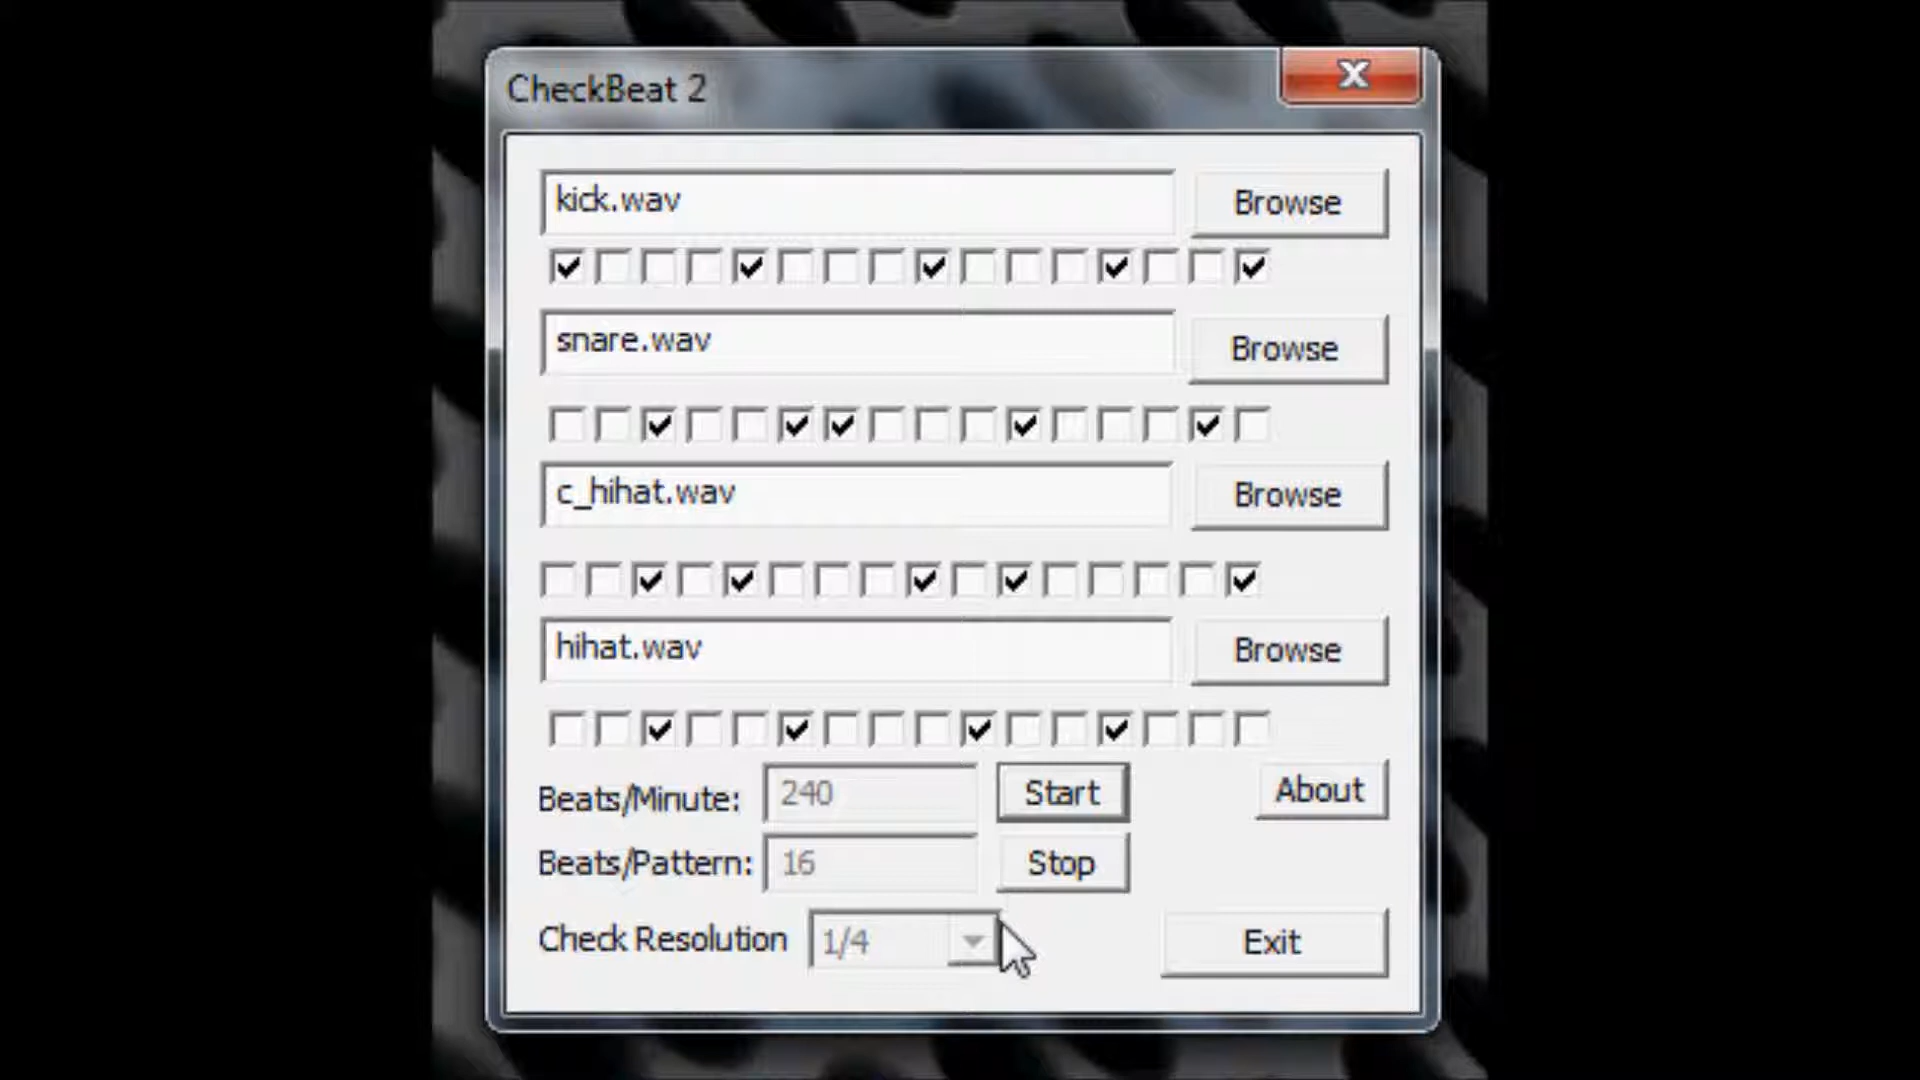 CheckBeat 2
kick.wav Browse
snare.wav Browse
c_hihat.wav Browse
hihat.wav Browse
Beats/Minute: 240 Start About
Beats/Pattern: 16 Stop
Check Resolution 1/4 Exit